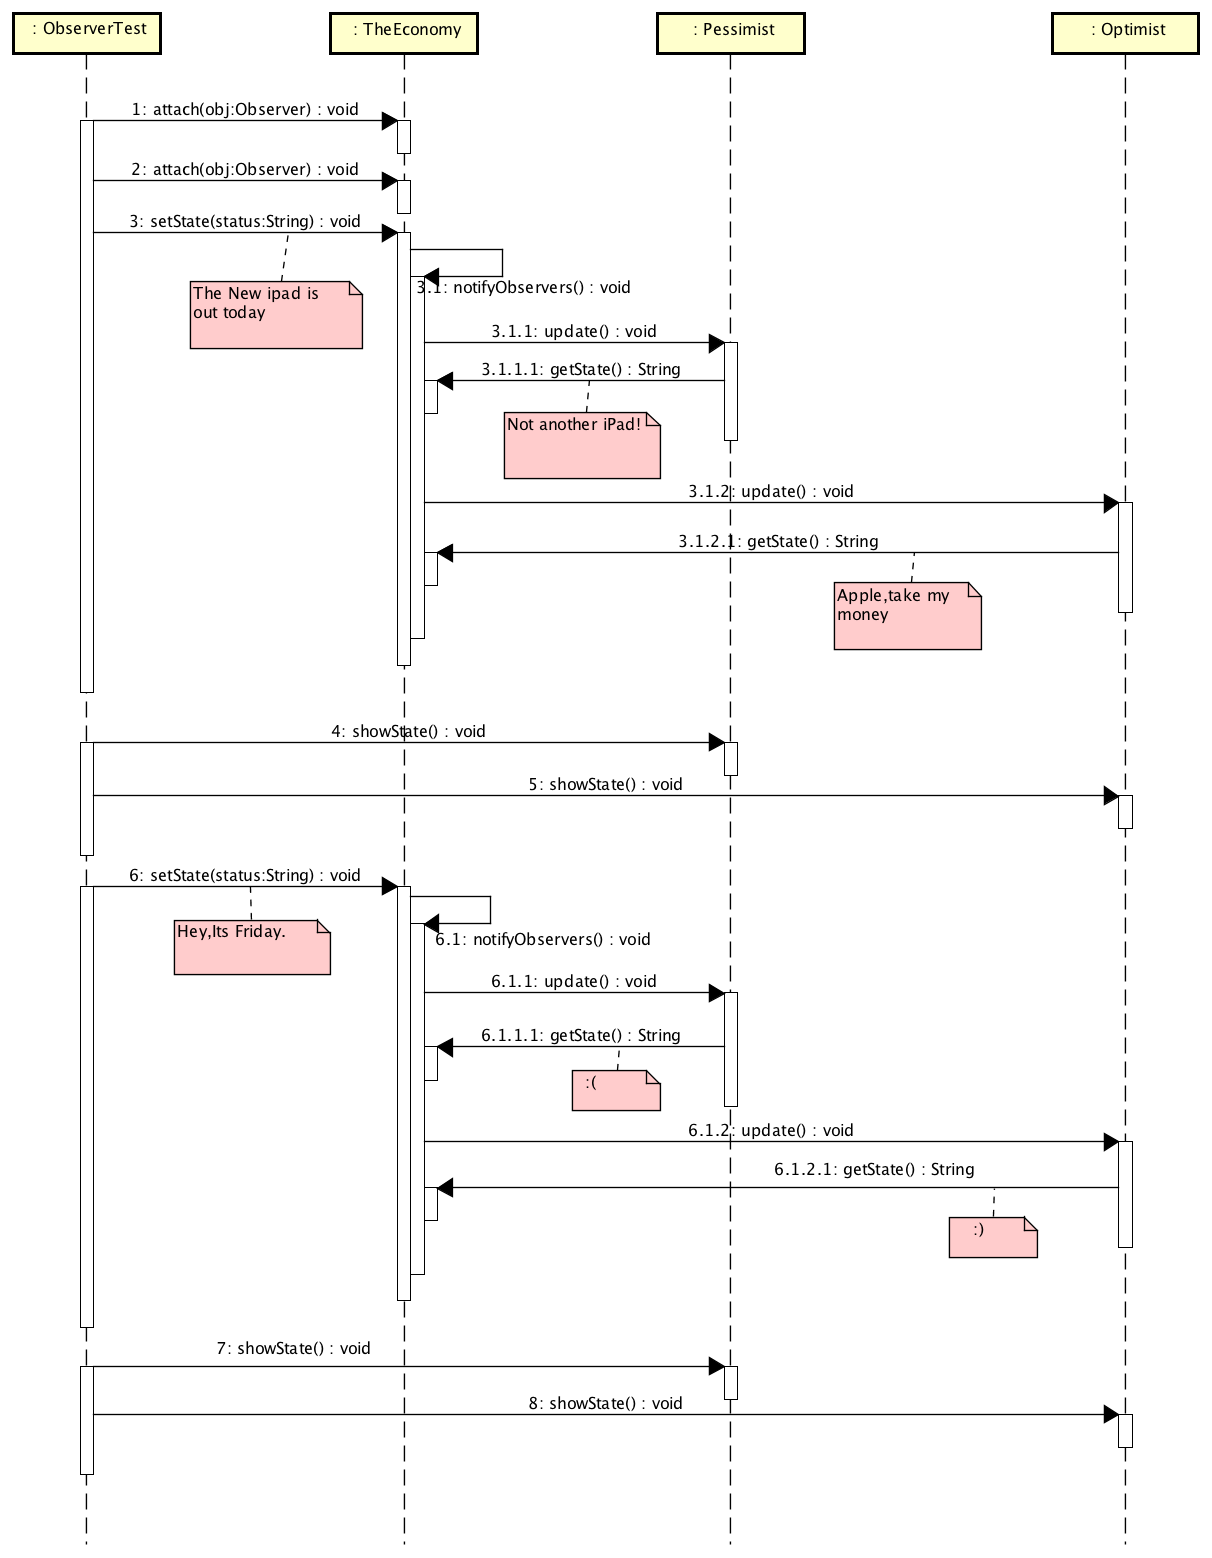 : ObserverTest
: TheEconomy
: Pessimist
: Optimist
1: attach(obj:Observer) : void
2: attach(obj:Observer) : void
3: setState(status:String) : void
The New ipad is
out today
3.1: notifyObservers() : void
3.1.1: update() : void
3.1.1.1: getState() : String
Not another iPad!
3.1.2: update() : void
3.1.2.1: getState() : String
Apple,take my
money
4: showState() : void
5: showState() : void
6: setState(status:String) : void
Hey,Its Friday.
6.1: notifyObservers() : void
6.1.1: update() : void
6.1.1.1: getState() : String
:(
6.1.2: update() : void
6.1.2.1: getState() : String
:)
7: showState() : void
8: showState() : void